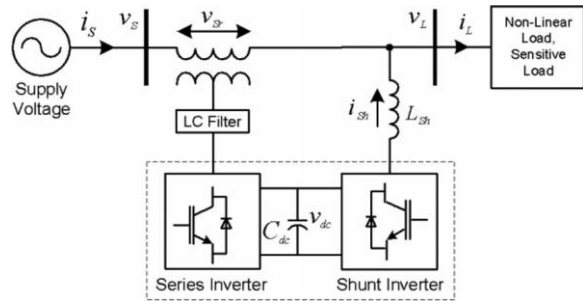 i_S
v_S
v_Sr
v_L
i_L
Non-Linear
Load,
Sensitive
Load
Supply
Voltage
LC Filter
i_Sh
L_Sh
C_dc
v_dc
Series Inverter
Shunt Inverter